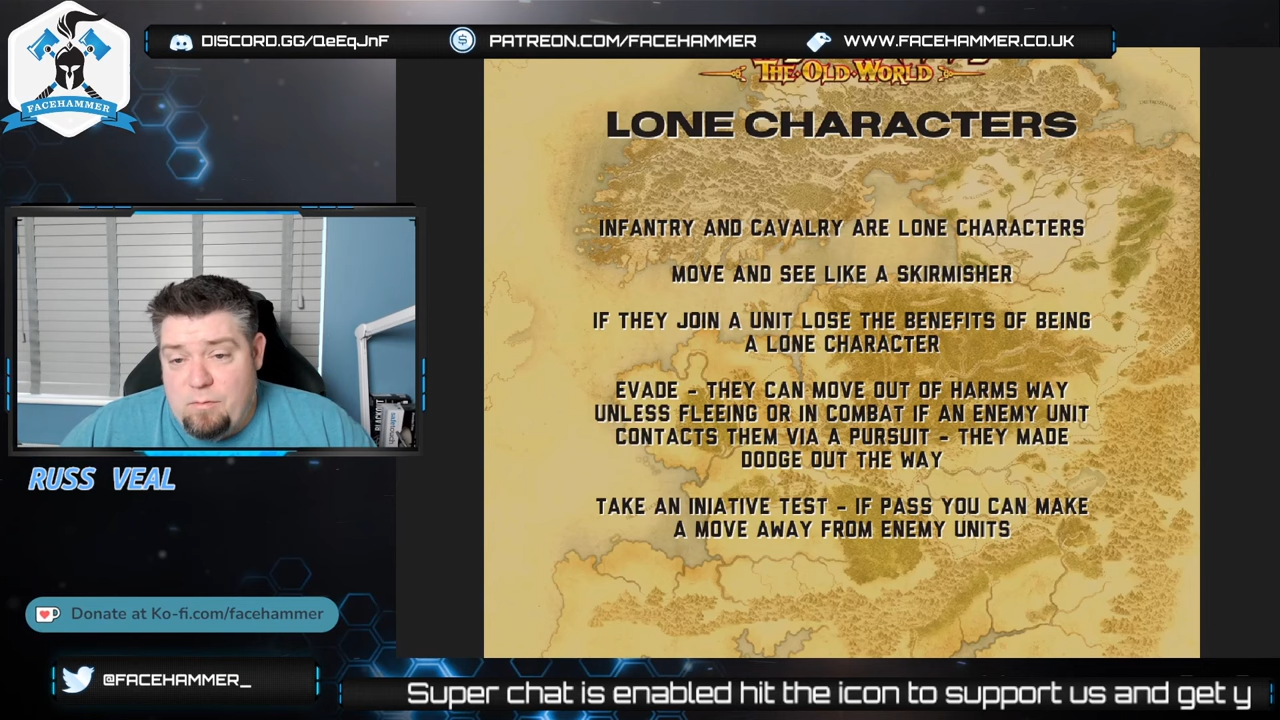 DISCORD.GG/QeEqJnF
PATREON.COM/FACEHAMMER
WWW.FACEHAMMER.CO.UK
FACEHAMMER
THE OLD WORLD
LONE CHARACTERS
INFANTRY AND CAVALRY ARE LONE CHARACTERS
MOVE AND SEE LIKE A SKIRMISHER
IF THEY JOIN A UNIT LOSE THE BENEFITS OF BEING
A LONE CHARACTER
EVADE - THEY CAN MOVE OUT OF HARMS WAY
UNLESS FLEEING OR IN COMBAT IF AN ENEMY UNIT
CONTACTS THEM VIA A PURSUIT - THEY MADE
DODGE OUT THE WAY
TAKE AN INIATIVE TEST - IF PASS YOU CAN MAKE
A MOVE AWAY FROM ENEMY UNITS
RUSS VEAL
Donate at Ko-fi.com/facehammer
@FACEHAMMER_
Super chat is enabled hit the icon to support us and get y